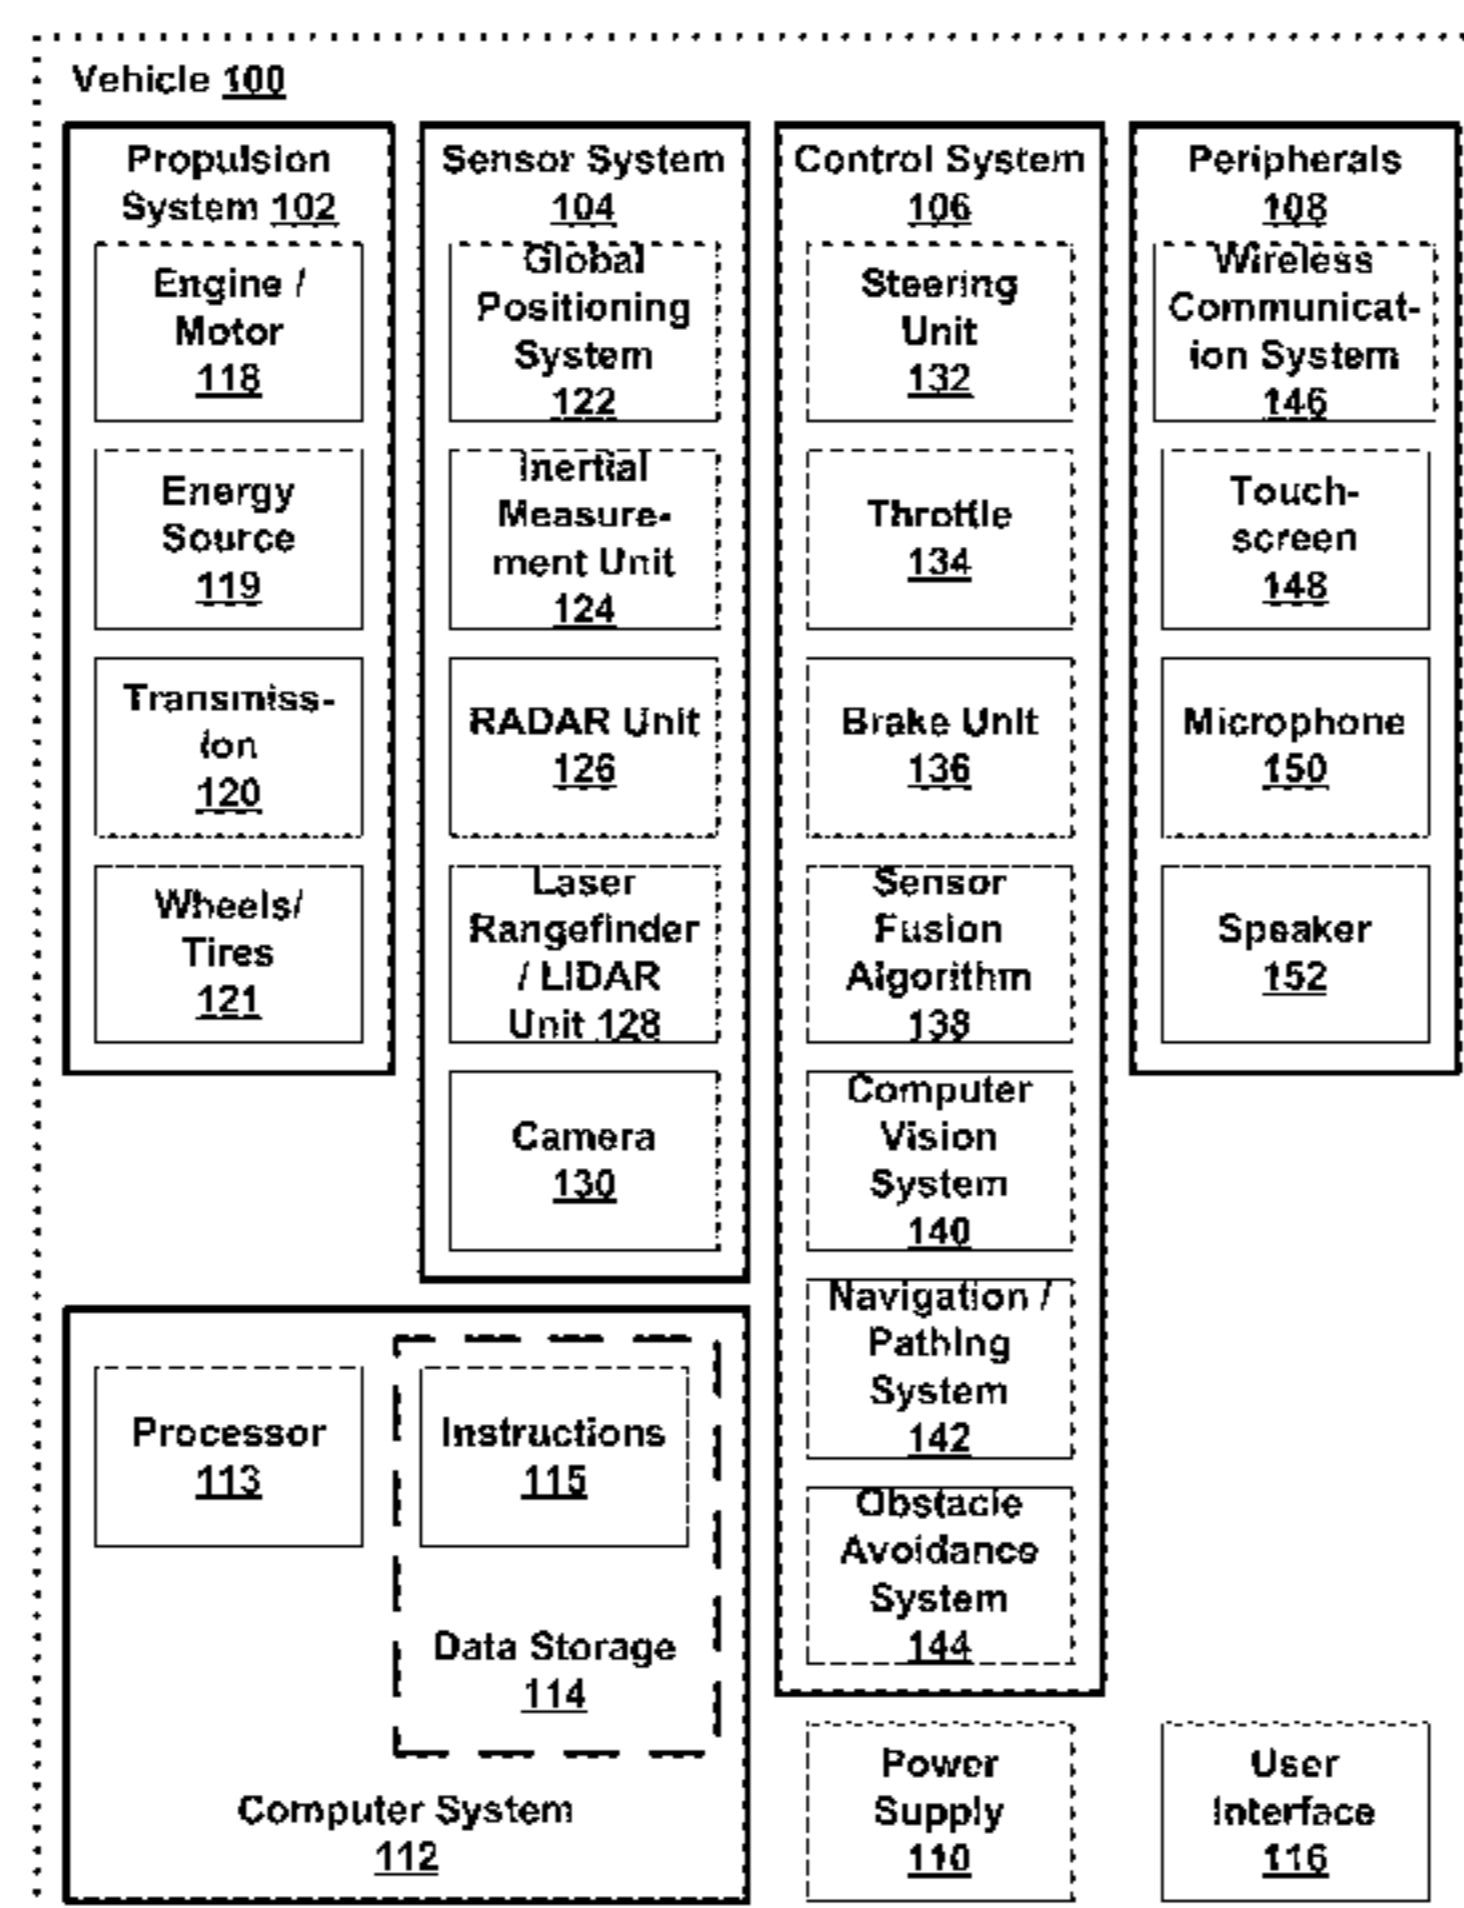 Vehicle 100
Propulsion
System 102
Engine /
Motor
118
Energy
Source
119
Transmiss-
ion
120
Wheels/
Tires
121
Sensor System
104
Global
Positioning
System
122
Inertial
Measure-
ment Unit
124
RADAR Unit
126
Laser
Rangefinder
/ LIDAR
Unit 128
Camera
130
Control System
106
Steering
Unit
132
Throttle
134
Brake Unit
136
Sensor
Fusion
Algorithm
138
Computer
Vision
System
140
Navigation /
Pathing
System
142
Obstacle
Avoidance
System
144
Peripherals
108
Wireless
Communicat-
ion System
146
Touch-
screen
148
Microphone
150
Speaker
152
Processor
113
Instructions
115
Data Storage
114
Computer System
112
Power
Supply
110
User
Interface
116